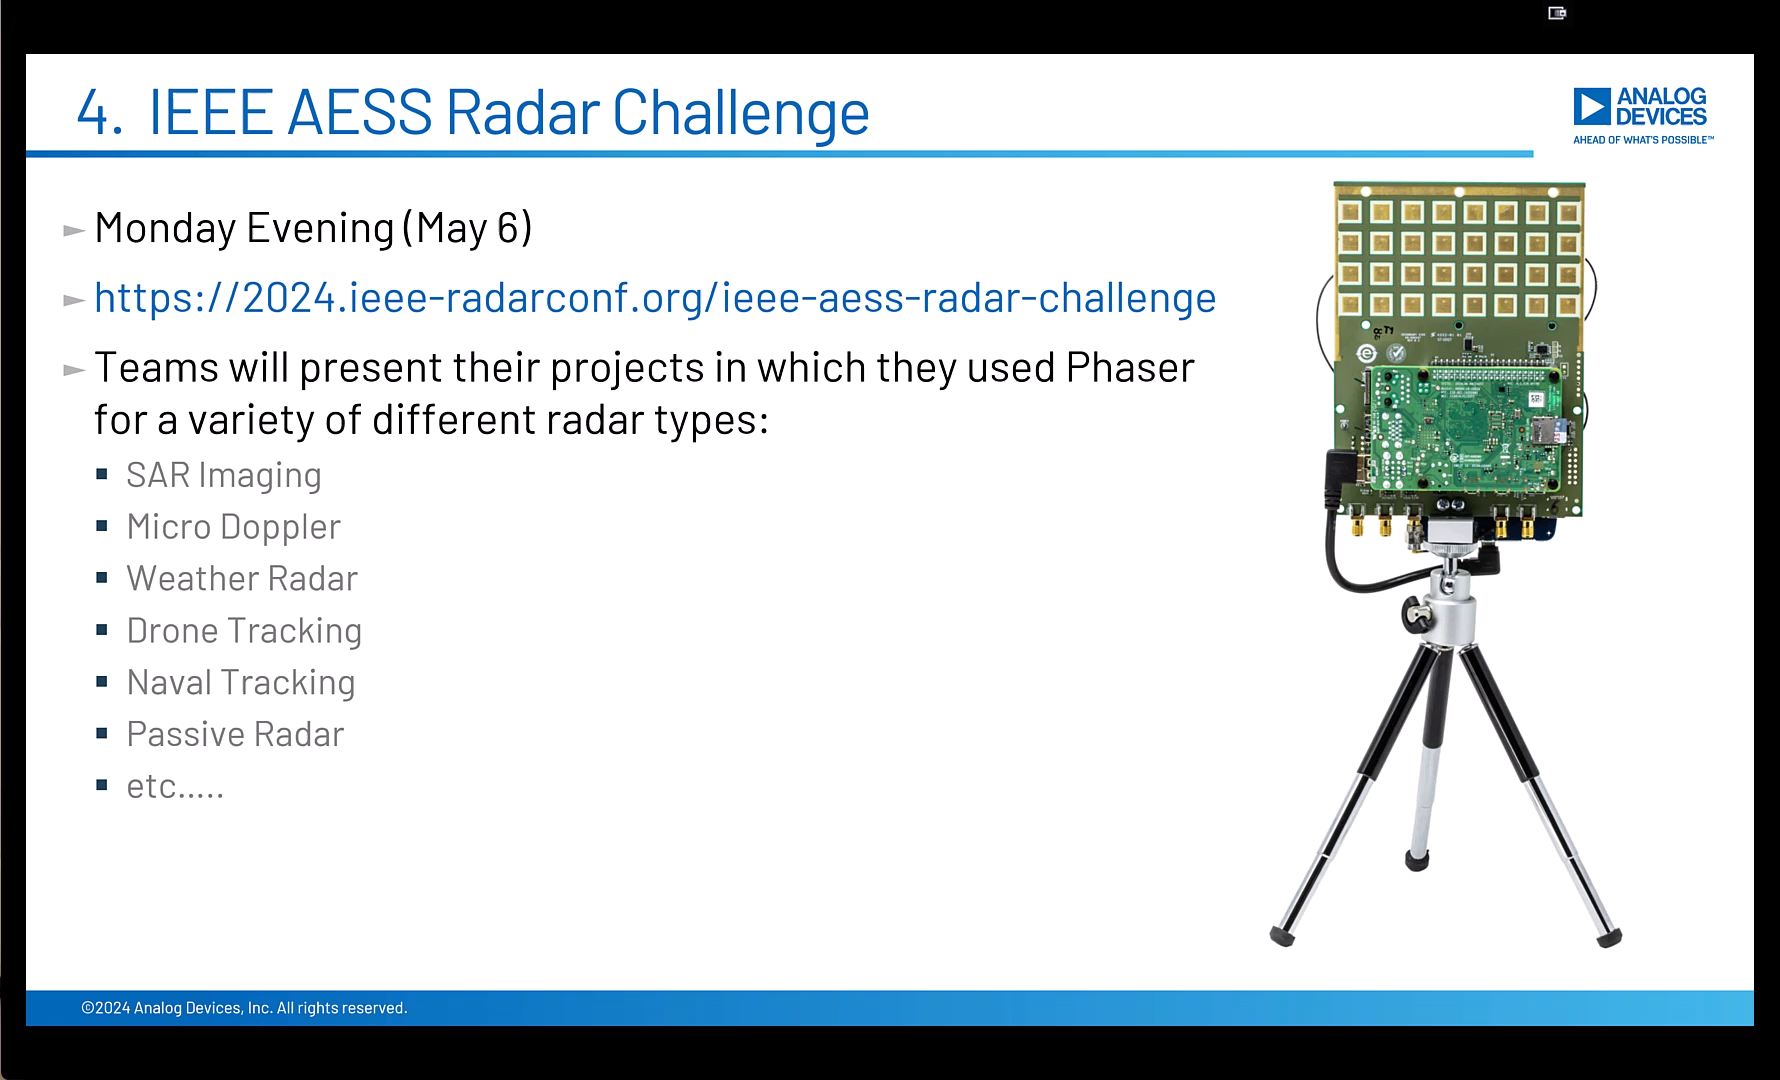 4. IEEE AESS Radar Challenge
ANALOG
DEVICES
AHEAD OF WHAT'S POSSIBLE™
► Monday Evening (May 6)
► https://2024.ieee-radarconf.org/ieee-aess-radar-challenge
► Teams will present their projects in which they used Phaser
for a variety of different radar types:
▪ SAR Imaging
▪ Micro Doppler
▪ Weather Radar
▪ Drone Tracking
▪ Naval Tracking
▪ Passive Radar
▪ etc.....
©2024 Analog Devices, Inc. All rights reserved.